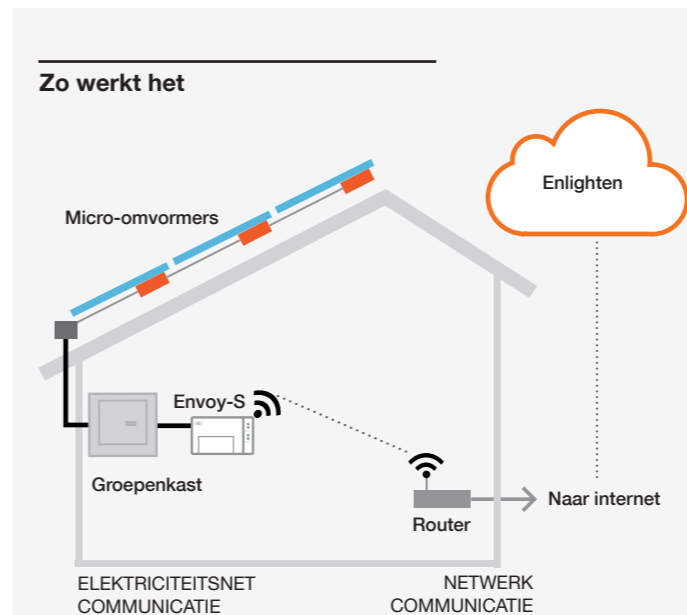 Zo werkt het
Enlighten
Micro-omvormers
Envoy-S
Groepenkast
Naar internet
Router
ELEKTRICITEITSNET
COMMUNICATIE
NETWERK
COMMUNICATIE